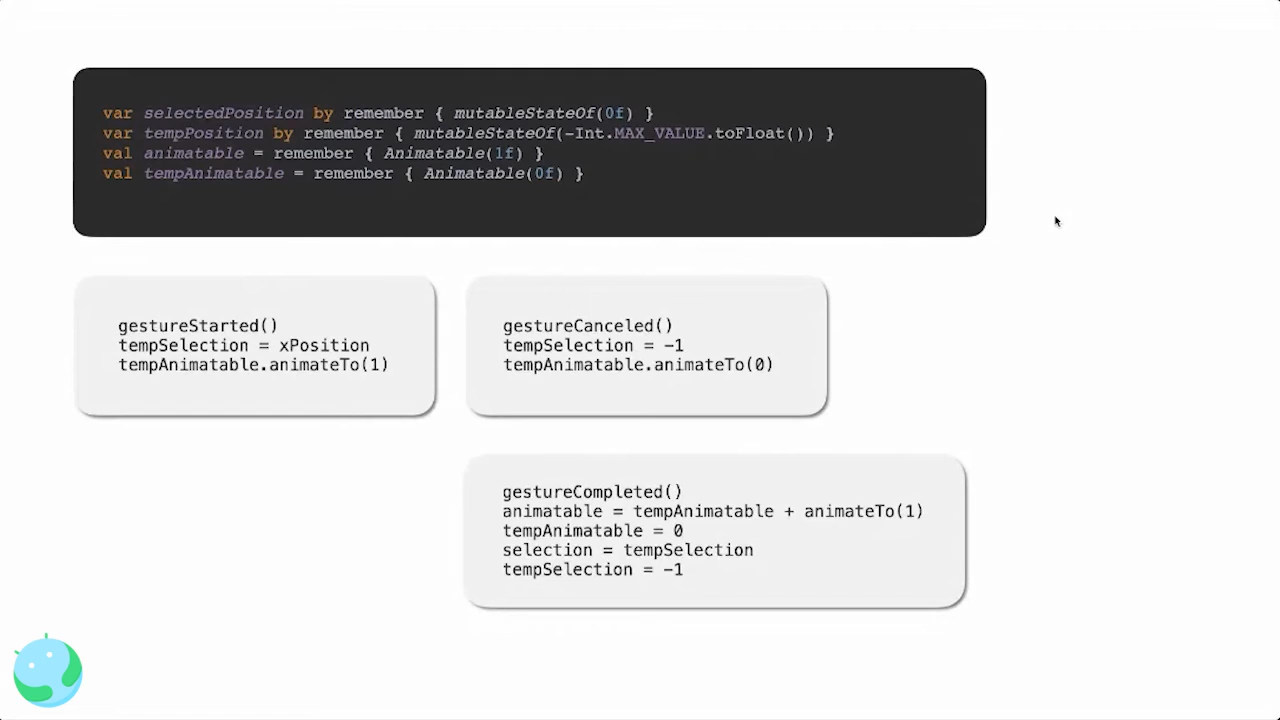 var selectedPosition by remember { mutableStateOf(0f) }
var tempPosition by remember { mutableStateOf(-Int.MAX_VALUE.toFloat()) }
val animatable = remember { Animatable(1f) }
val tempAnimatable = remember { Animatable(0f) }
gestureStarted()
tempSelection = xPosition
tempAnimatable.animateTo(1)
gestureCanceled()
tempSelection = -1
tempAnimatable.animateTo(0)
gestureCompleted()
animatable = tempAnimatable + animateTo(1)
tempAnimatable = 0
selection = tempSelection
tempSelection = -1